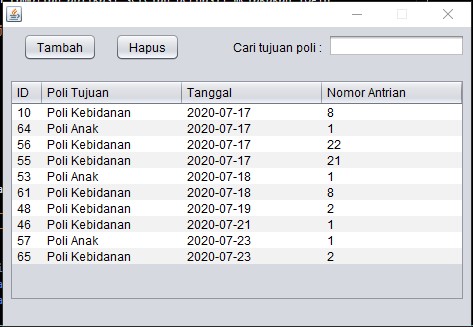 Tambah Hapus Cari tujuan poli :
ID Poli Tujuan Tanggal Nomor Antrian
10 Poli Kebidanan 2020-07-17 8
64 Poli Anak 2020-07-17 1
56 Poli Kebidanan 2020-07-17 22
55 Poli Kebidanan 2020-07-17 21
53 Poli Anak 2020-07-18 1
61 Poli Kebidanan 2020-07-18 8
48 Poli Kebidanan 2020-07-19 2
46 Poli Kebidanan 2020-07-21 1
57 Poli Anak 2020-07-23 1
65 Poli Kebidanan 2020-07-23 2